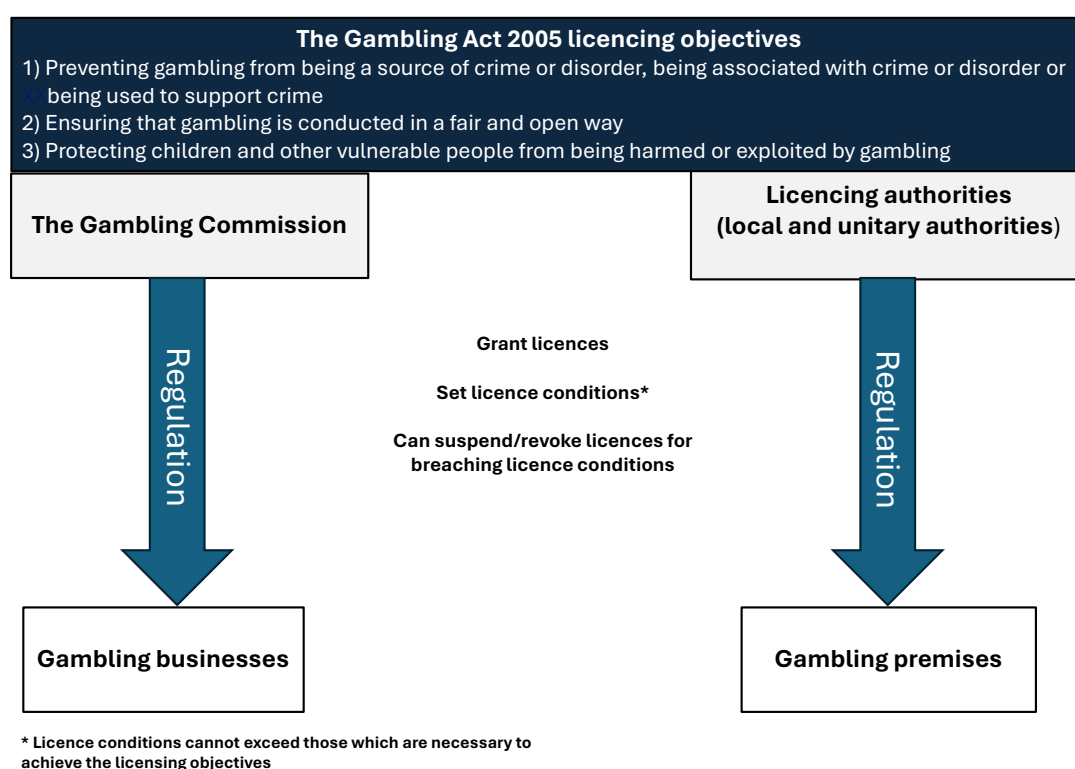 The Gambling Act 2005 licencing objectives
1) Preventing gambling from being a source of crime or disorder, being associated with crime or disorder or
XXbeing used to support crime
2) Ensuring that gambling is conducted in a fair and open way
3) Protecting children and other vulnerable people from being harmed or exploited by gambling
The Gambling Commission
Licencing authorities
(local and unitary authorities)
Regulation
Grant licences
Set licence conditions*
Can suspend/revoke licences for
breaching licence conditions
Regulation
Gambling businesses
Gambling premises
* Licence conditions cannot exceed those which are necessary to
achieve the licensing objectives